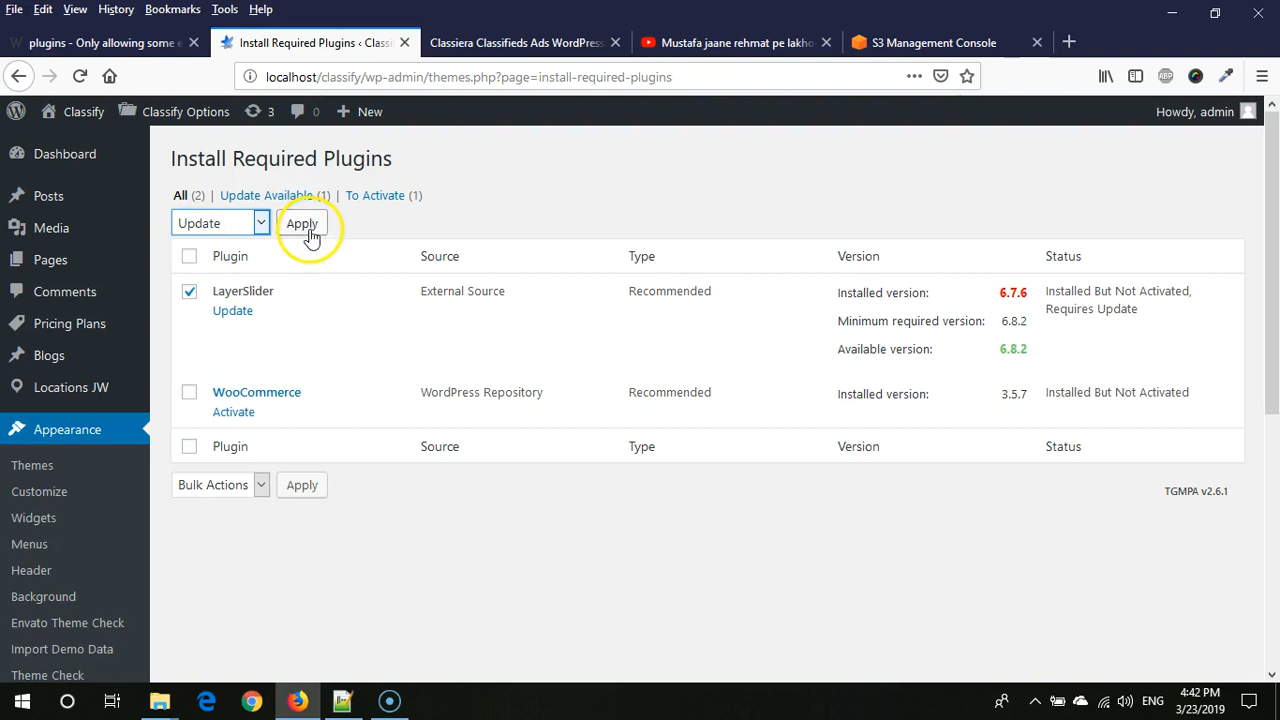 File Edit View History Bookmarks Tools Help
plugins - Only allowing some e
Install Required Plugins ‹ Classi
Classiera Classifieds Ads WordPress
Mustafa jaane rehmat pe lakho
S3 Management Console
localhost/classify/wp-admin/themes.php?page=install-required-plugins
ABP
Classify
Classify Options
3
0
New
Howdy, admin
Dashboard
Posts
Media
Pages
Comments
Pricing Plans
Blogs
Locations JW
Appearance
Themes
Customize
Widgets
Menus
Header
Background
Envato Theme Check
Import Demo Data
Theme Check
Install Required Plugins
All (2) | Update Available (1) | To Activate (1)
Update Apply
Plugin Source Type Version Status
LayerSlider External Source Recommended Installed version: 6.7.6 Installed But Not Activated,
Update Requires Update
Minimum required version: 6.8.2
Available version: 6.8.2
WooCommerce WordPress Repository Recommended Installed version: 3.5.7 Installed But Not Activated
Activate
Plugin Source Type Version Status
Bulk Actions Apply
TGMPA v2.6.1
ENG
4:42 PM
3/23/2019